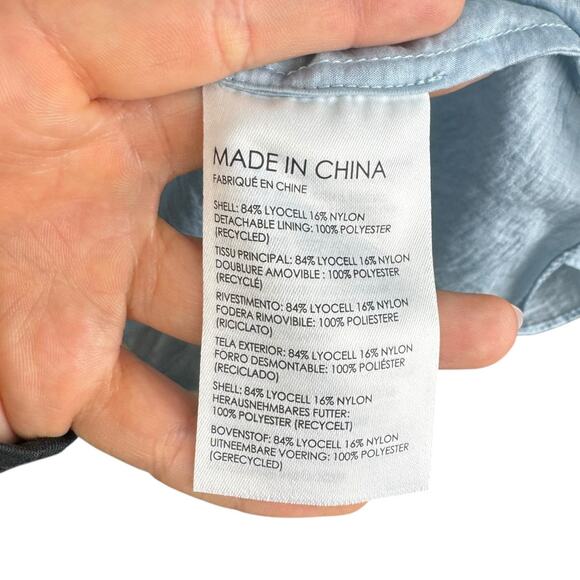 MADE IN CHINA
FABRIQUÉ EN CHINE
SHELL: 84% LYOCELL 16% NYLON
DETACHABLE LINING: 100% POLYESTER
(RECYCLED)
TISSU PRINCIPAL: 84% LYOCELL 16% NYLON
DOUBLURE AMOVIBLE : 100% POLYESTER
(RECYCLÉ)
RIVESTIMENTO: 84% LYOCELL 16% NYLON
FODERA RIMOVIBILE: 100% POLIESTERE
(RICICLATO)
TELA EXTERIOR: 84% LYOCELL 16% NYLON
FORRO DESMONTABLE: 100% POLIÉSTER
(RECICLADO)
SHELL: 84% LYOCELL 16% NYLON
HERAUSNEHMBARES FUTTER:
100% POLYESTER (RECYCELT)
BOVENSTOF: 84% LYOCELL 16% NYLON
UITNEEMBARE VOERING: 100% POLYESTER
(GERECYCLED)